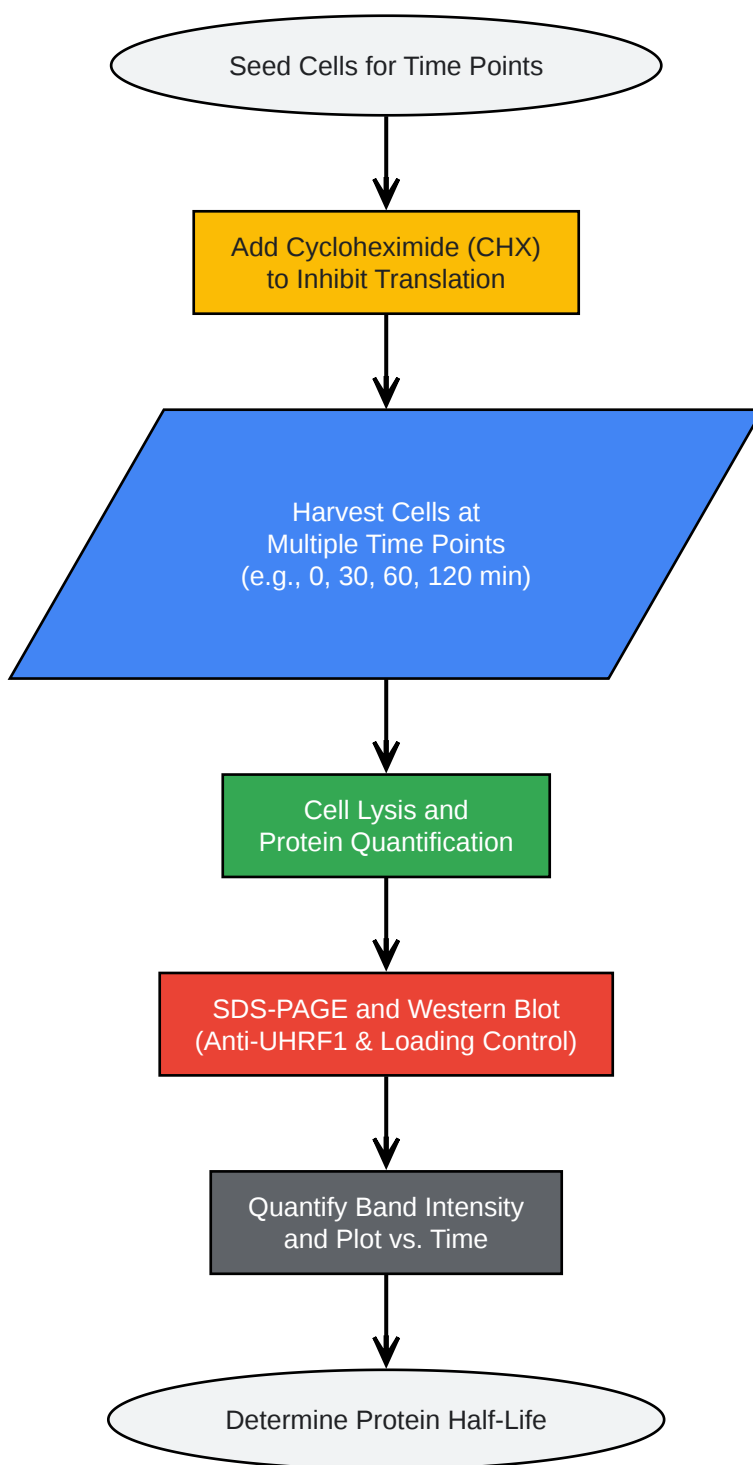 Seed Cells for Time Points
Add Cycloheximide (CHX)
to Inhibit Translation
Harvest Cells at
Multiple Time Points
(e.g., 0, 30, 60, 120 min)
Cell Lysis and
Protein Quantification
SDS-PAGE and Western Blot
(Anti-UHRF1 & Loading Control)
Quantify Band Intensity
and Plot vs. Time
Determine Protein Half-Life